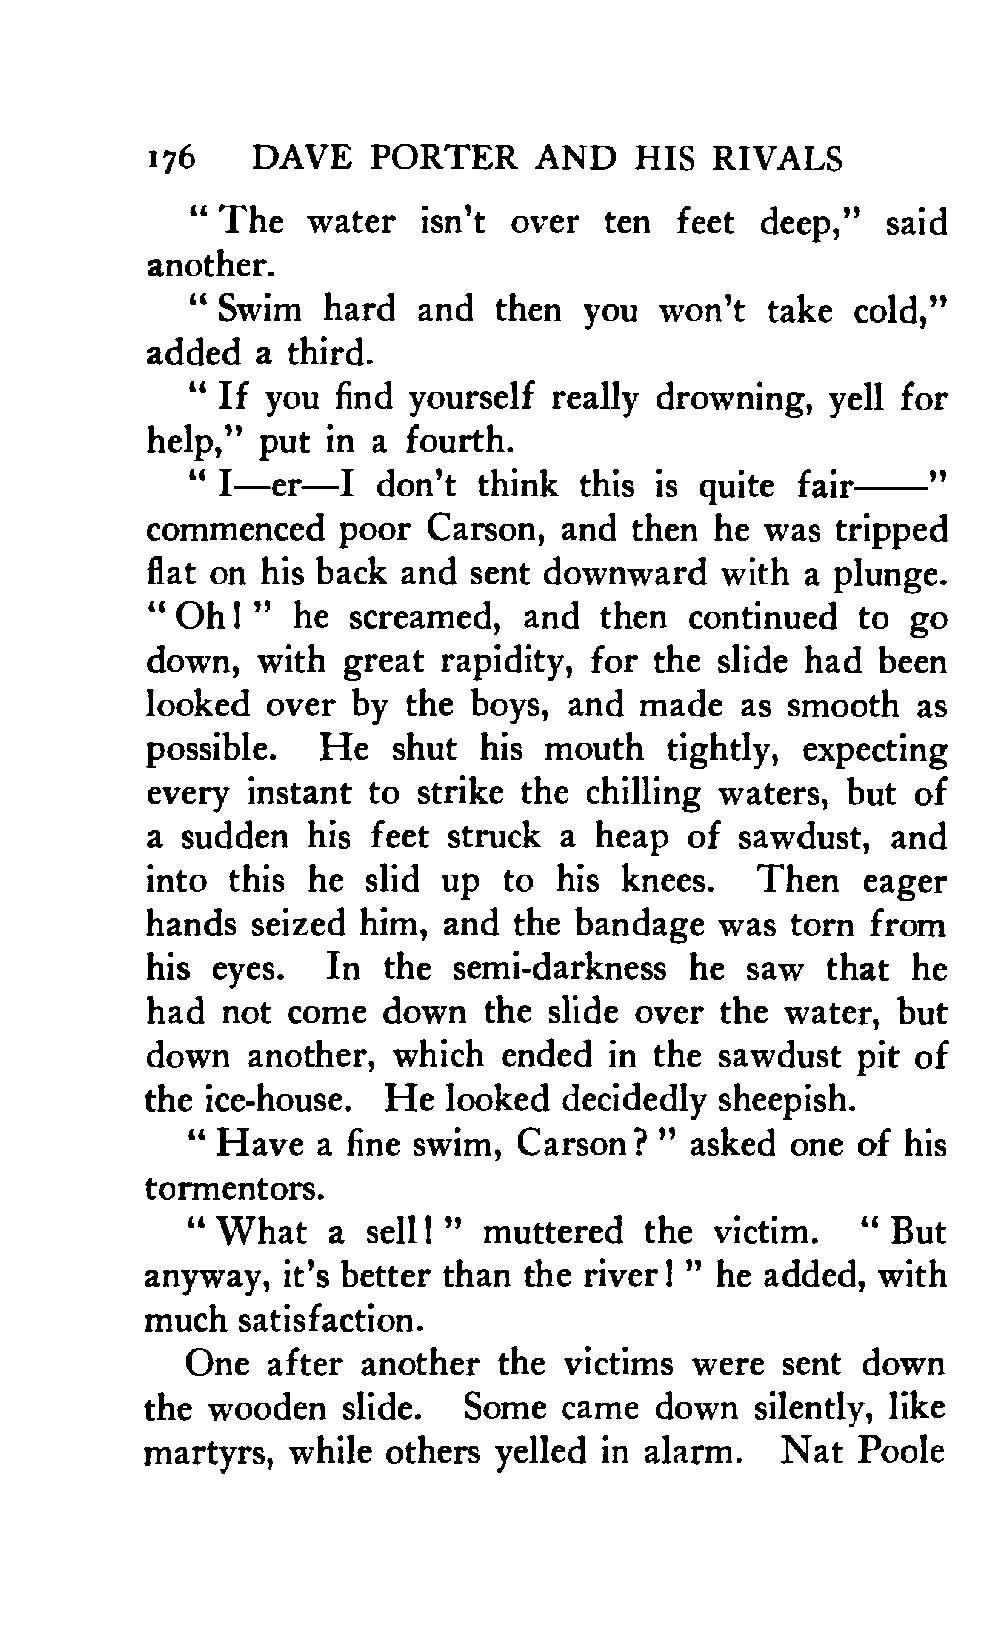 176 DAVE PORTER AND HIS RIVALS
“ The water isn't over ten feet deep,” said
another.
“ Swim hard and then you won't take cold,”
added a third.
“ If you find yourself really drowning, yell for
help,” put in a fourth.
“ I—er—I don't think this is quite fair——”
commenced poor Carson, and then he was tripped
flat on his back and sent downward with a plunge.
“ Oh! ” he screamed, and then continued to go
down, with great rapidity, for the slide had been
looked over by the boys, and made as smooth as
possible. He shut his mouth tightly, expecting
every instant to strike the chilling waters, but of
a sudden his feet struck a heap of sawdust, and
into this he slid up to his knees. Then eager
hands seized him, and the bandage was torn from
his eyes. In the semi-darkness he saw that he
had not come down the slide over the water, but
down another, which ended in the sawdust pit of
the ice-house. He looked decidedly sheepish.
“ Have a fine swim, Carson? ” asked one of his
tormentors.
“ What a sell! ” muttered the victim. “ But
anyway, it's better than the river! ” he added, with
much satisfaction.
One after another the victims were sent down
the wooden slide. Some came down silently, like
martyrs, while others yelled in alarm. Nat Poole